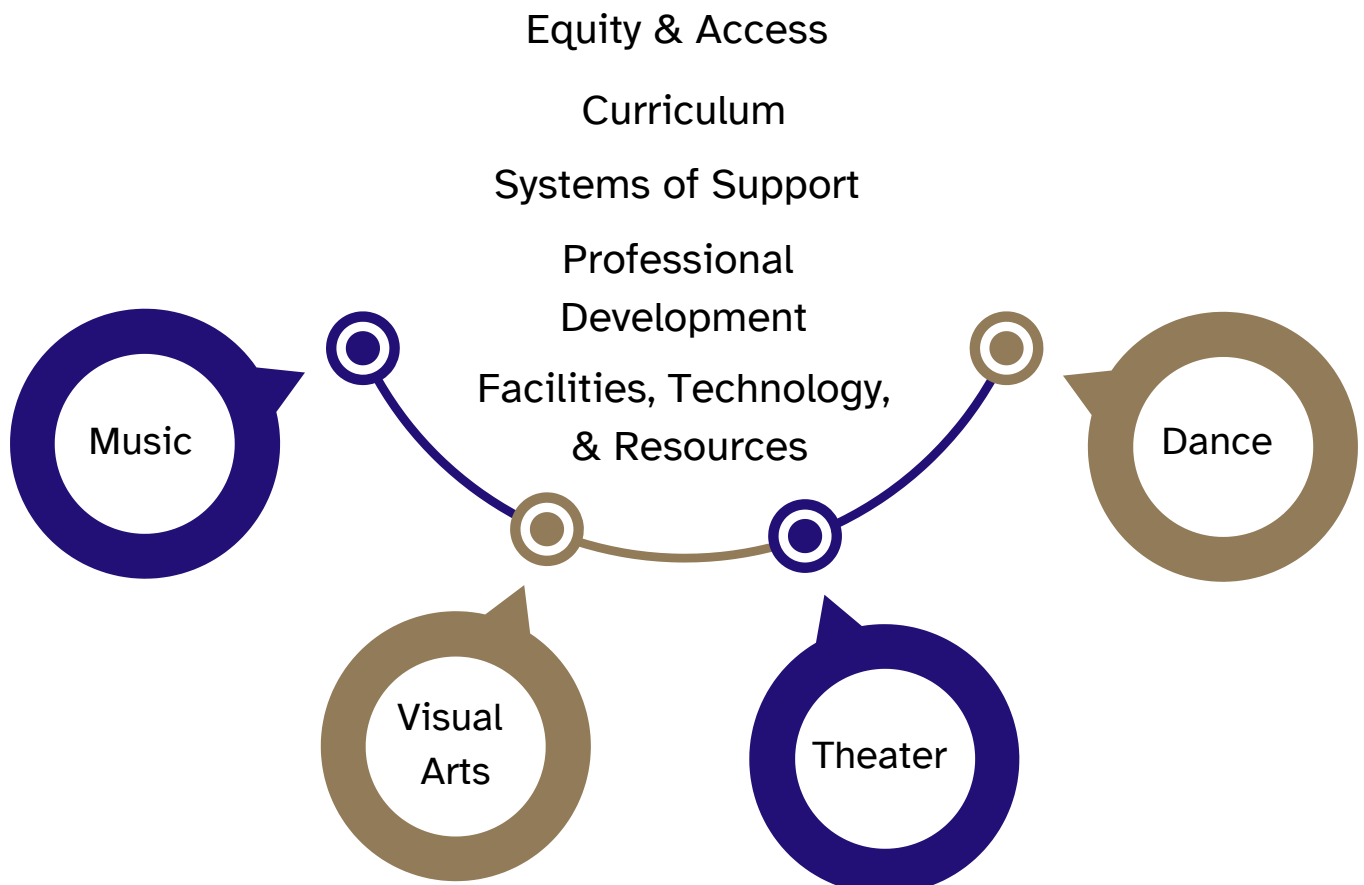 Equity & Access
Curriculum
Systems of Support
Professional
Development
Facilities, Technology,
& Resources
Music
Dance
Visual
Arts
Theater